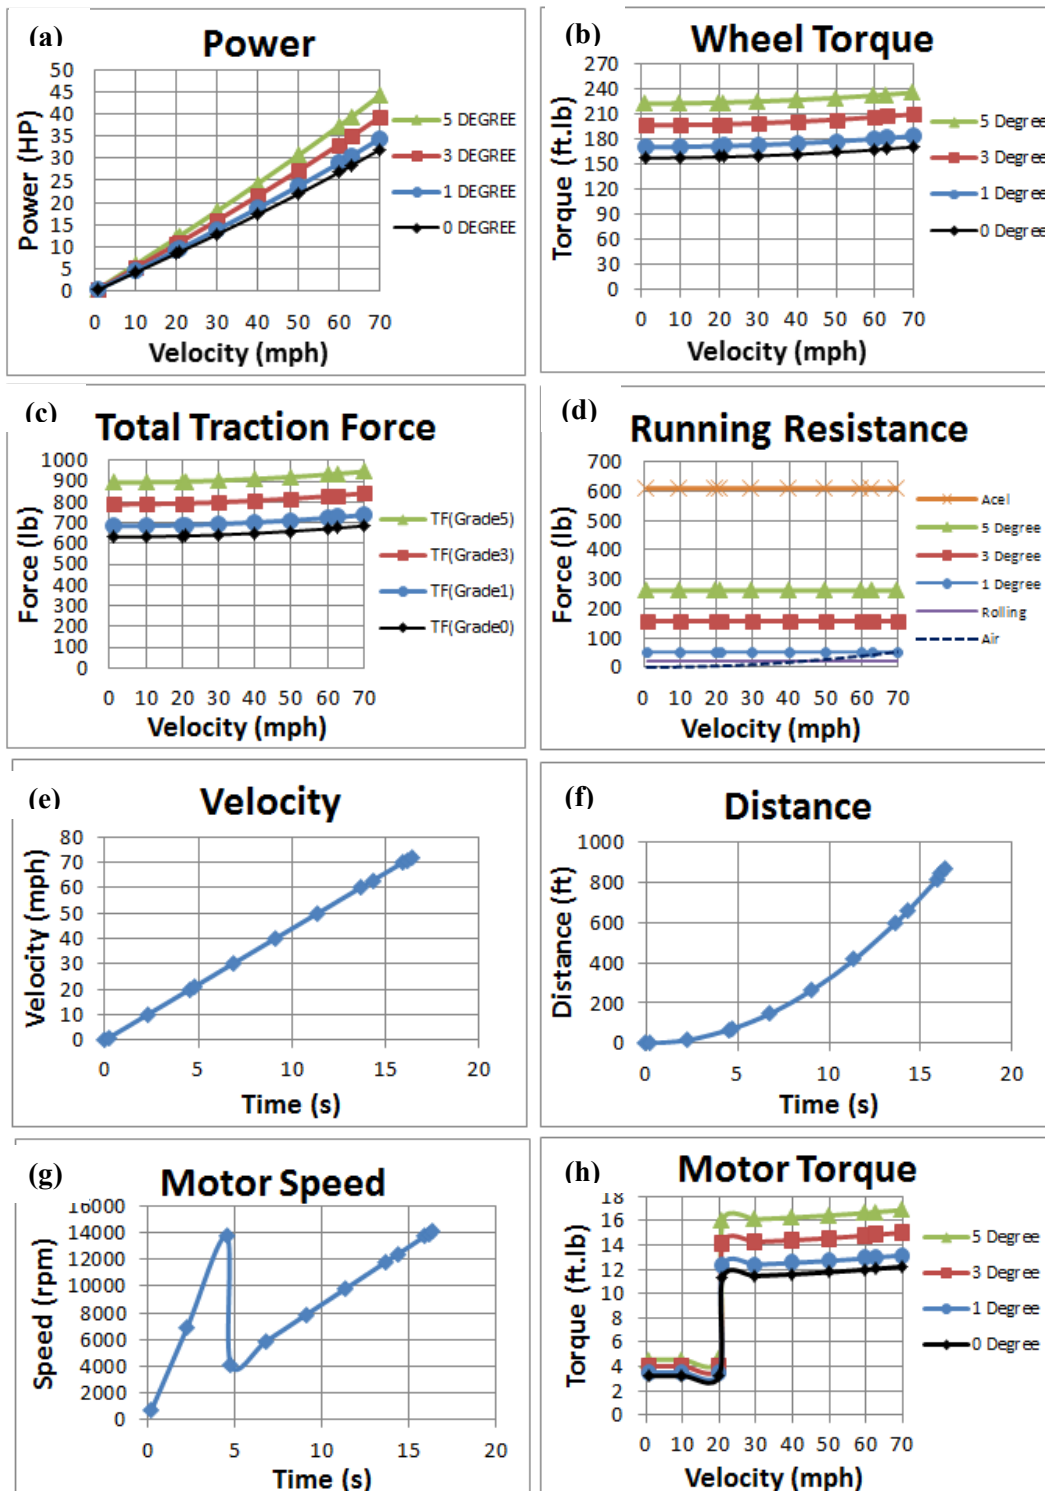 (a)
Power
Power (HP)
50
45
40
35
30
25
20
15
10
5
0
0 10 20 30 40 50 60 70
Velocity (mph)
5 DEGREE
3 DEGREE
1 DEGREE
0 DEGREE
(b)
Wheel Torque
Torque (ft.lb)
270
240
210
180
150
120
90
60
30
0
0 10 20 30 40 50 60 70
Velocity (mph)
5 Degree
3 Degree
1 Degree
0 Degree
(c)
Total Traction Force
Force (lb)
1000
900
800
700
600
500
400
300
200
100
0
0 10 20 30 40 50 60 70
Velocity (mph)
TF(Grade5)
TF(Grade3)
TF(Grade1)
TF(Grade0)
(d)
Running Resistance
Force (lb)
700
600
500
400
300
200
100
0
0 10 20 30 40 50 60 70
Velocity (mph)
Acel
5 Degree
3 Degree
1 Degree
Rolling
Air
(e)
Velocity
Velocity (mph)
80
70
60
50
40
30
20
10
0
0 5 10 15 20
Time (s)
(f)
Distance
Distance (ft)
1000
800
600
400
200
0
0 5 10 15 20
Time (s)
(g)
Motor Speed
Speed (rpm)
16000
14000
12000
10000
8000
6000
4000
2000
0
0 5 10 15 20
Time (s)
(h)
Motor Torque
Torque (ft.lb)
18
16
14
12
10
8
6
4
2
0
0 10 20 30 40 50 60 70
Velocity (mph)
5 Degree
3 Degree
1 Degree
0 Degree